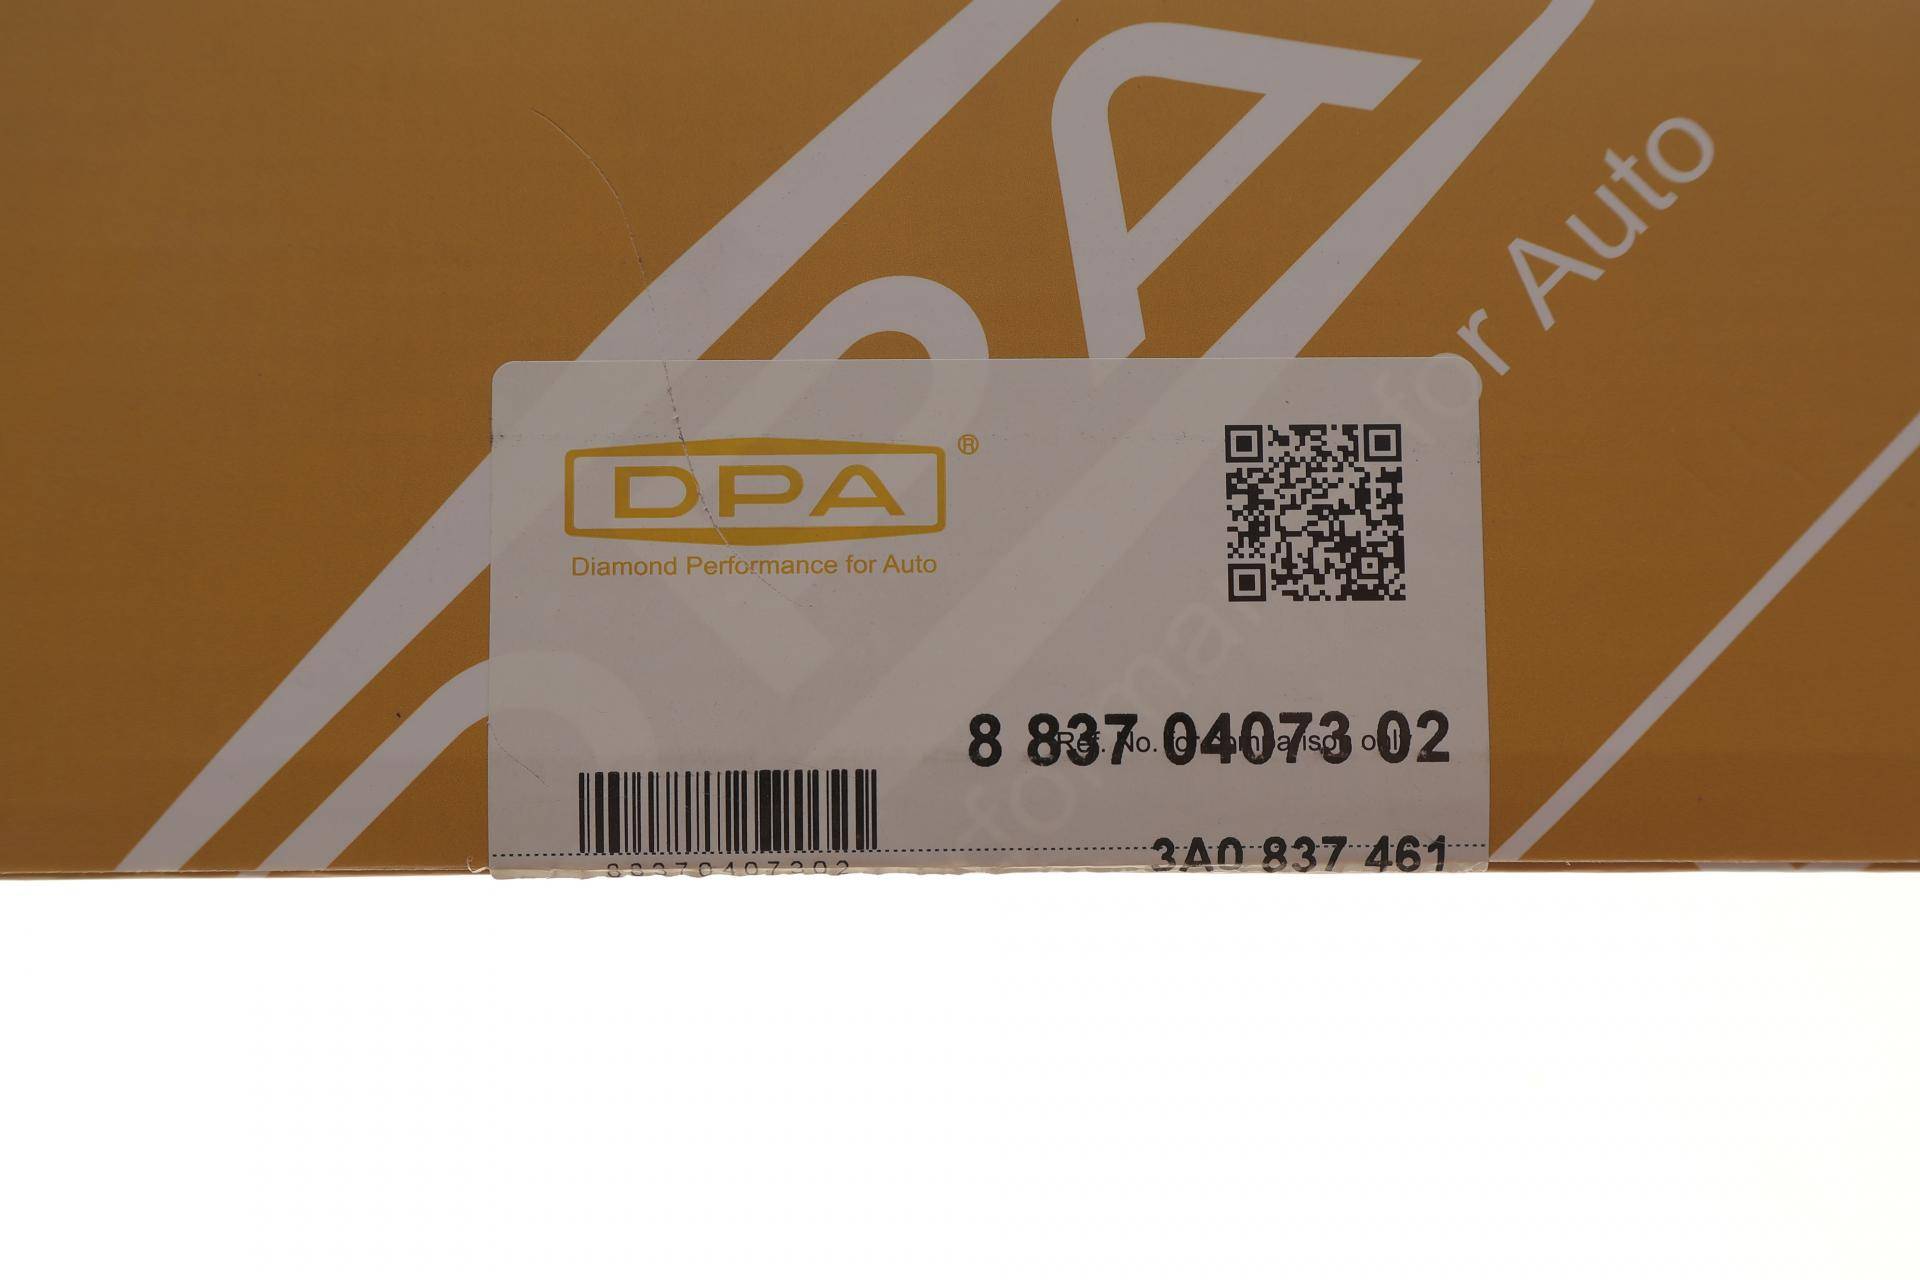 for Auto
DPA®
Diamond Performance for Auto
8 837 04073 02
Ref. No. for comparison only
88370407302
3A0 837 461